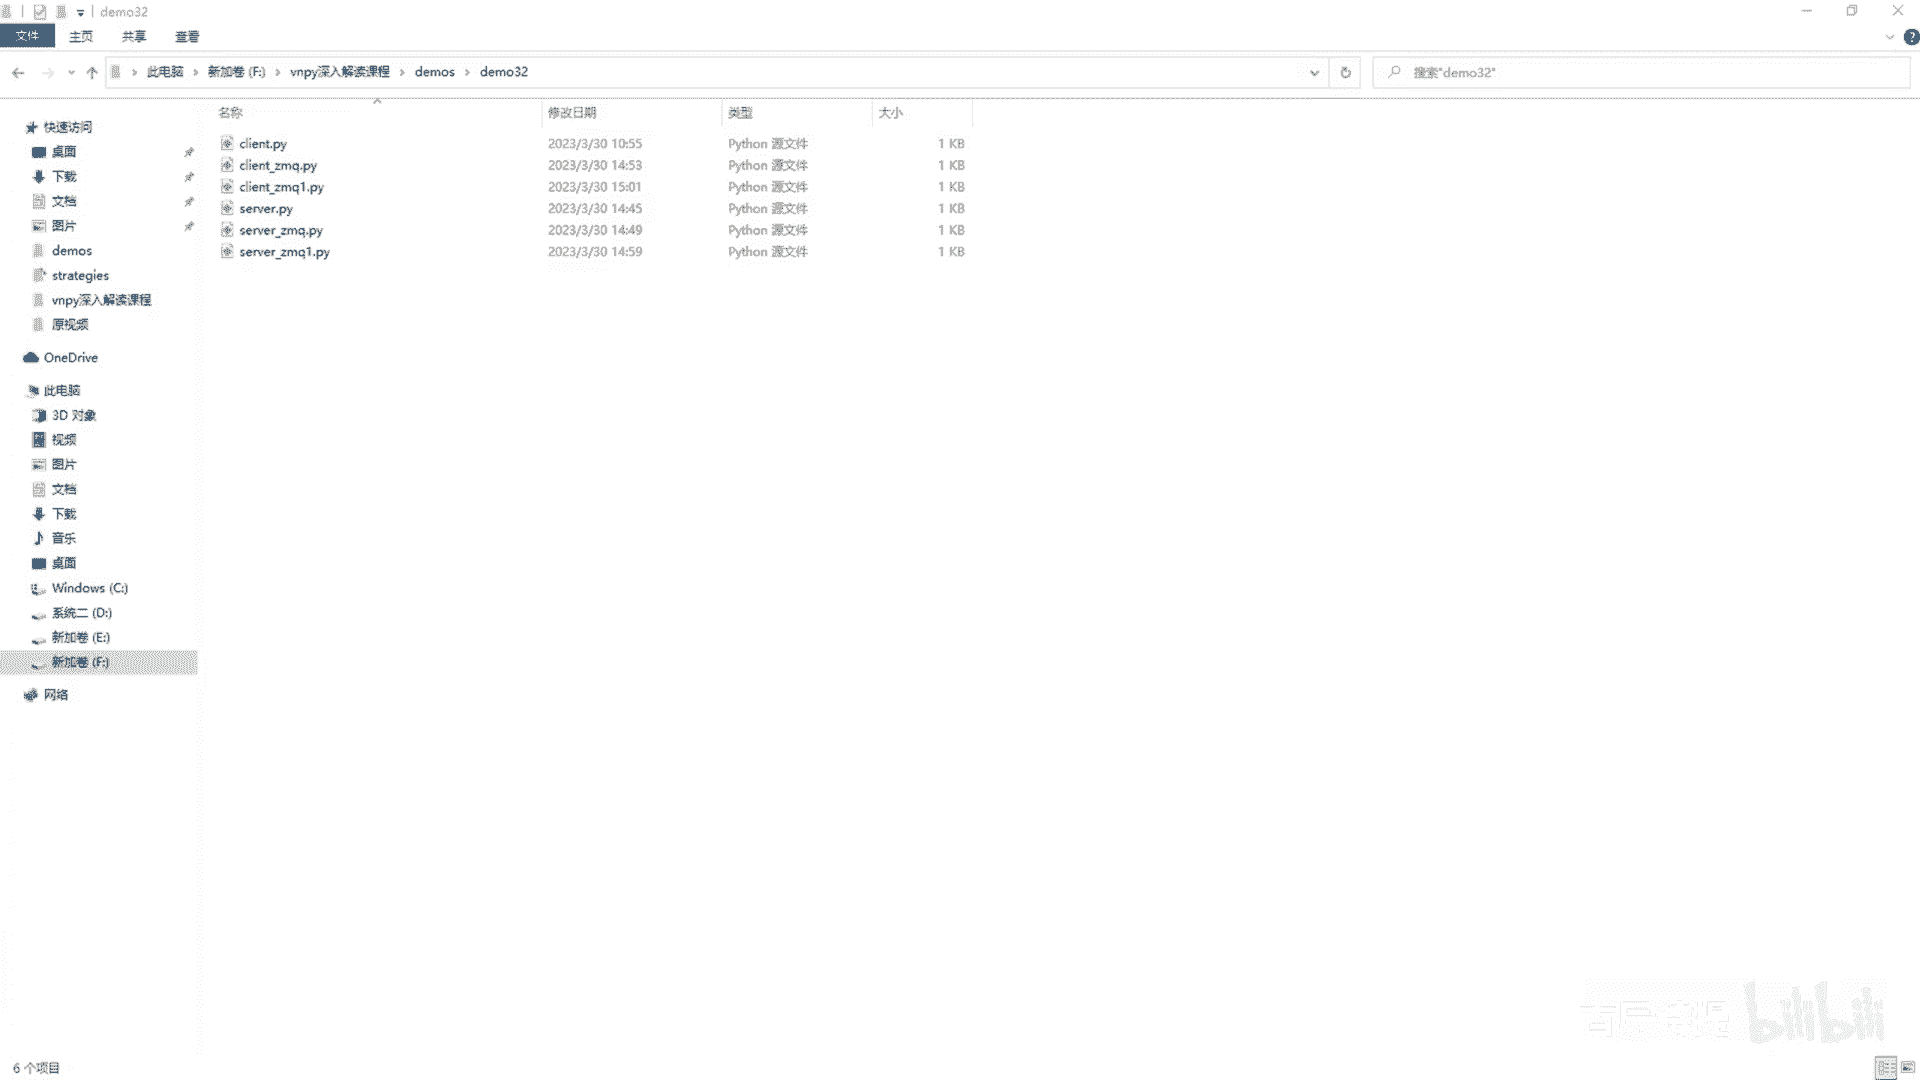 demo32
文件 主页 共享 查看
此电脑 新加卷 (F:) vnpy深入解读课程 demos demo32 搜索"demo32"
名称 修改日期 类型 大小
client.py 2023/3/30 10:55 Python 源文件 1 KB
client_zmq.py 2023/3/30 14:53 Python 源文件 1 KB
client_zmq1.py 2023/3/30 15:01 Python 源文件 1 KB
server.py 2023/3/30 14:45 Python 源文件 1 KB
server_zmq.py 2023/3/30 14:49 Python 源文件 1 KB
server_zmq1.py 2023/3/30 14:59 Python 源文件 1 KB
快速访问
桌面
下载
文档
图片
demos
strategies
vnpy深入解读课程
原视频
OneDrive
此电脑
3D 对象
视频
图片
文档
下载
音乐
桌面
Windows (C:)
系统二 (D:)
新加卷 (E:)
新加卷 (F:)
网络
bilibili
6 个项目